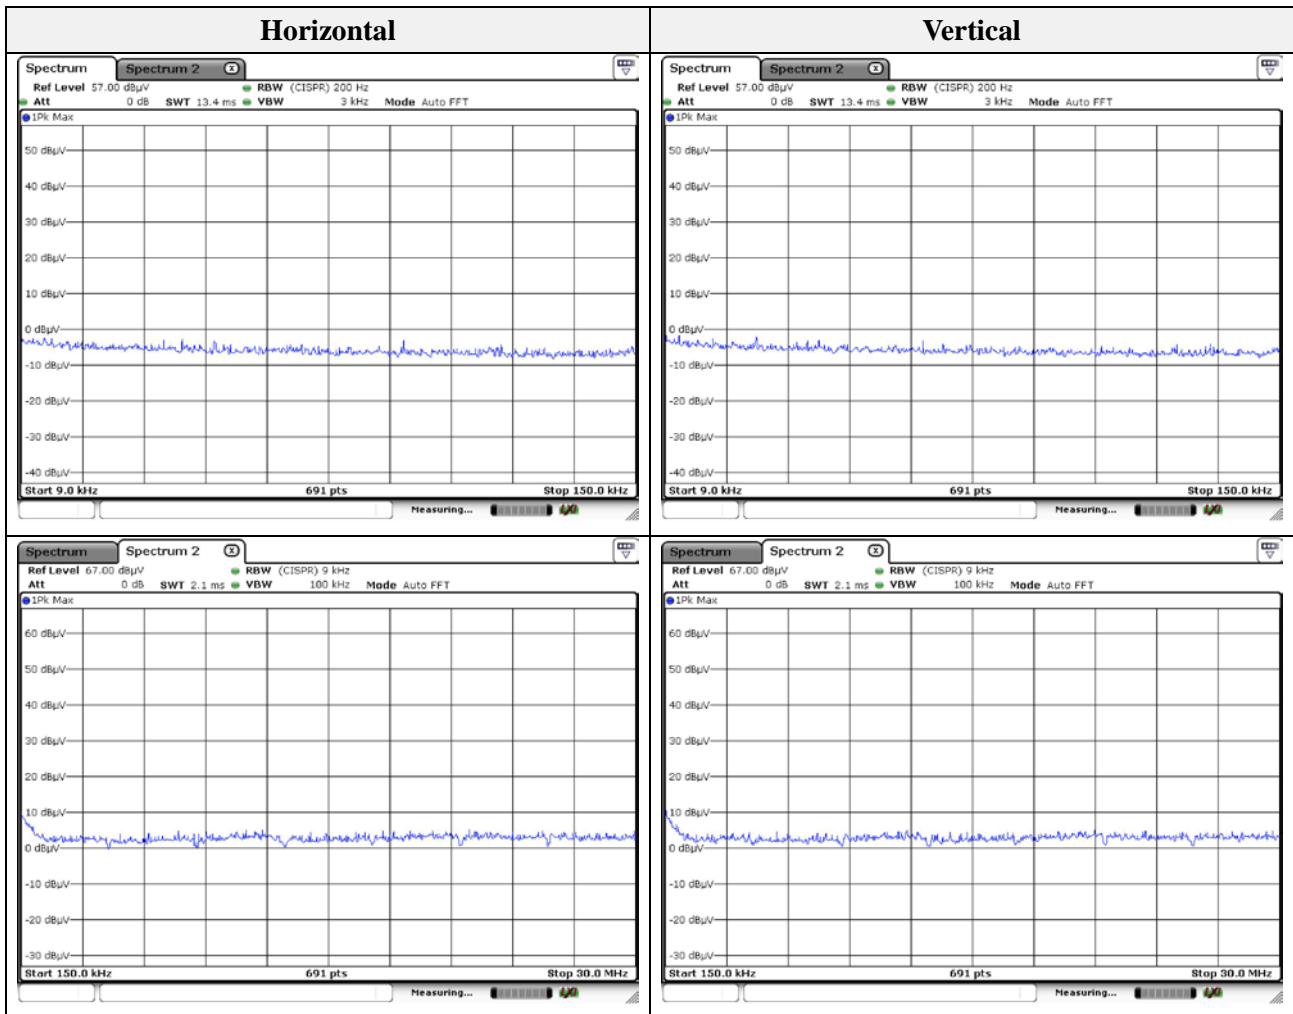 Horizontal Vertical
Spectrum Spectrum 2 X
Ref Level 57.00 dBµV RBW (CISPR) 200 Hz
Att 0 dB SWT 13.4 ms VBW 3 kHz Mode Auto FFT
1Pk Max
50 dBµV
40 dBµV
30 dBµV
20 dBµV
10 dBµV
0 dBµV
-10 dBµV
-20 dBµV
-30 dBµV
-40 dBµV
Start 9.0 kHz 691 pts Stop 150.0 kHz
Measuring...
Spectrum Spectrum 2 X
Ref Level 57.00 dBµV RBW (CISPR) 200 Hz
Att 0 dB SWT 13.4 ms VBW 3 kHz Mode Auto FFT
1Pk Max
50 dBµV
40 dBµV
30 dBµV
20 dBµV
10 dBµV
0 dBµV
-10 dBµV
-20 dBµV
-30 dBµV
-40 dBµV
Start 9.0 kHz 691 pts Stop 150.0 kHz
Measuring...
Spectrum Spectrum 2 X
Ref Level 67.00 dBµV RBW (CISPR) 9 kHz
Att 0 dB SWT 2.1 ms VBW 100 kHz Mode Auto FFT
1Pk Max
60 dBµV
50 dBµV
40 dBµV
30 dBµV
20 dBµV
10 dBµV
0 dBµV
-10 dBµV
-20 dBµV
-30 dBµV
Start 150.0 kHz 691 pts Stop 30.0 MHz
Measuring...
Spectrum Spectrum 2 X
Ref Level 67.00 dBµV RBW (CISPR) 9 kHz
Att 0 dB SWT 2.1 ms VBW 100 kHz Mode Auto FFT
1Pk Max
60 dBµV
50 dBµV
40 dBµV
30 dBµV
20 dBµV
10 dBµV
0 dBµV
-10 dBµV
-20 dBµV
-30 dBµV
Start 150.0 kHz 691 pts Stop 30.0 MHz
Measuring...